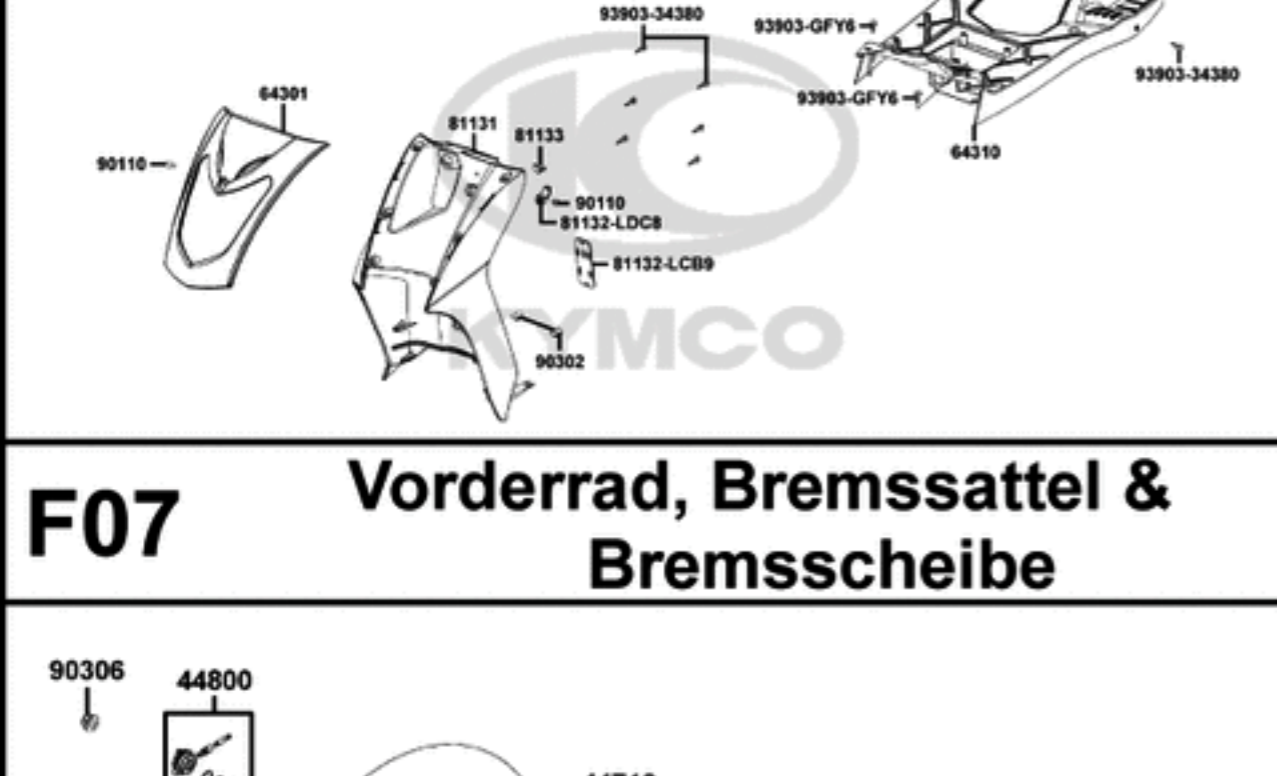 93903-34380
93903-GFY6
93903-34380
64301
93903-GFY6
81131
81133
64310
90110
90110
81132-LDC8
81132-LCB9
KYMCO
90302
F07
Vorderrad, Bremssattel &
Bremsscheibe
90306
44800